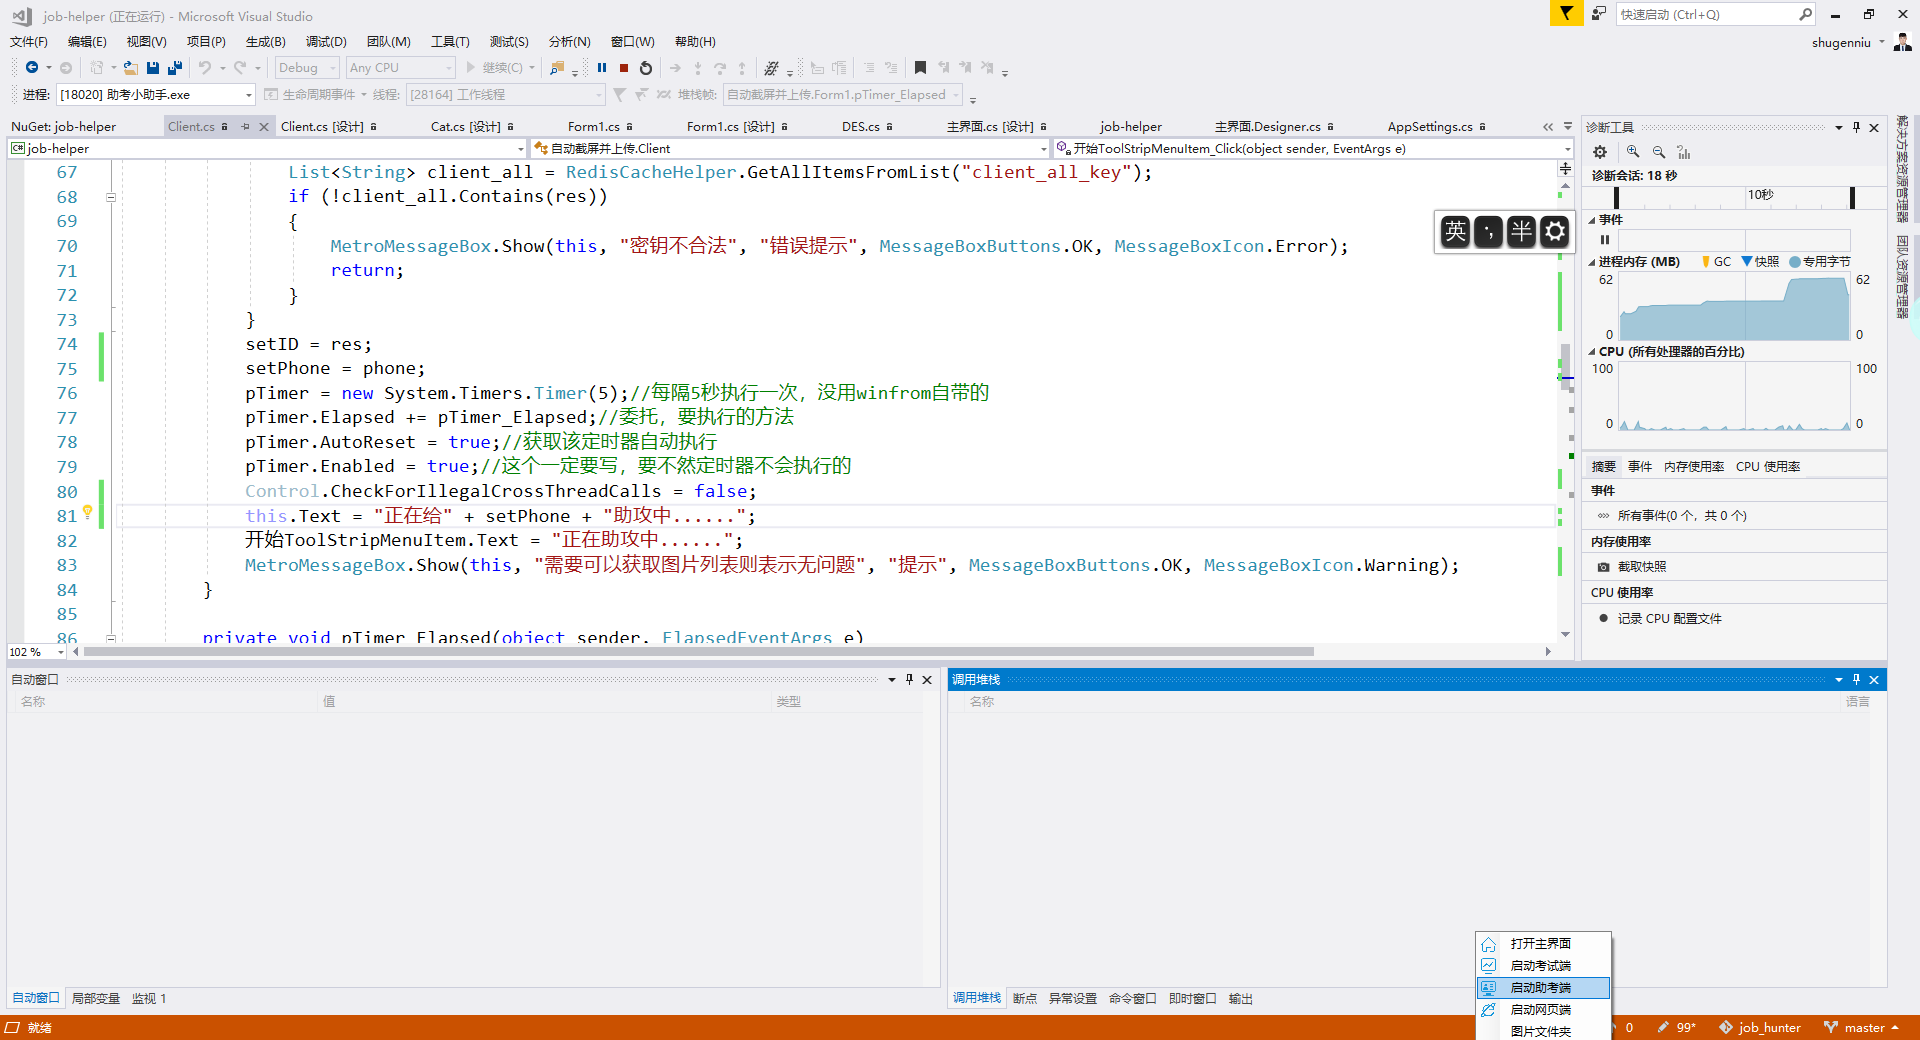 job-helper (正在运行) - Microsoft Visual Studio
快速启动 (Ctrl+Q)
文件(F) 编辑(E) 视图(V) 项目(P) 生成(B) 调试(D) 团队(M) 工具(T) 测试(S) 分析(N) 窗口(W) 帮助(H)
shugenniu
Debug Any CPU 继续(C)
进程: [18020] 助考小助手.exe 生命周期事件 线程: [28164] 工作线程 堆栈帧: 自动截屏并上传.Form1.pTimer_Elapsed
NuGet: job-helper Client.cs Client.cs [设计] Cat.cs [设计] Form1.cs Form1.cs [设计] DES.cs 主界面.cs [设计] job-helper 主界面.Designer.cs AppSettings.cs
C# job-helper 自动截屏并上传.Client 开始ToolStripMenuItem_Click(object sender, EventArgs e)
67 List<String> client_all = RedisCacheHelper.GetAllItemsFromList("client_all_key");
68 if (!client_all.Contains(res))
69 {
70 MetroMessageBox.Show(this, "密钥不合法", "错误提示", MessageBoxButtons.OK, MessageBoxIcon.Error);
71 return;
72 }
73 }
74 setID = res;
75 setPhone = phone;
76 pTimer = new System.Timers.Timer(5);//每隔5秒执行一次，没用winfrom自带的
77 pTimer.Elapsed += pTimer_Elapsed;//委托，要执行的方法
78 pTimer.AutoReset = true;//获取该定时器自动执行
79 pTimer.Enabled = true;//这个一定要写，要不然定时器不会执行的
80 Control.CheckForIllegalCrossThreadCalls = false;
81 this.Text = "正在给" + setPhone + "助攻中......";
82 开始ToolStripMenuItem.Text = "正在助攻中......";
83 MetroMessageBox.Show(this, "需要可以获取图片列表则表示无问题", "提示", MessageBoxButtons.OK, MessageBoxIcon.Warning);
84 }
85
86 private void pTimer_Elapsed(object sender, ElapsedEventArgs e)
102 %
英 ·, 半
诊断工具
诊断会话: 18 秒
10秒
事件
进程内存 (MB) GC 快照 专用字节
62 62
0 0
CPU (所有处理器的百分比)
100 100
0 0
摘要 事件 内存使用率 CPU 使用率
事件
所有事件(0 个，共 0 个)
内存使用率
截取快照
CPU 使用率
记录 CPU 配置文件
解决方案资源管理器
团队资源管理器
自动窗口
名称 值 类型
调用堆栈
名称 语言
自动窗口 局部变量 监视 1
调用堆栈 断点 异常设置 命令窗口 即时窗口 输出
打开主界面
启动考试端
启动助考端
启动网页端
图片文件夹
就绪
0 99* job_hunter master